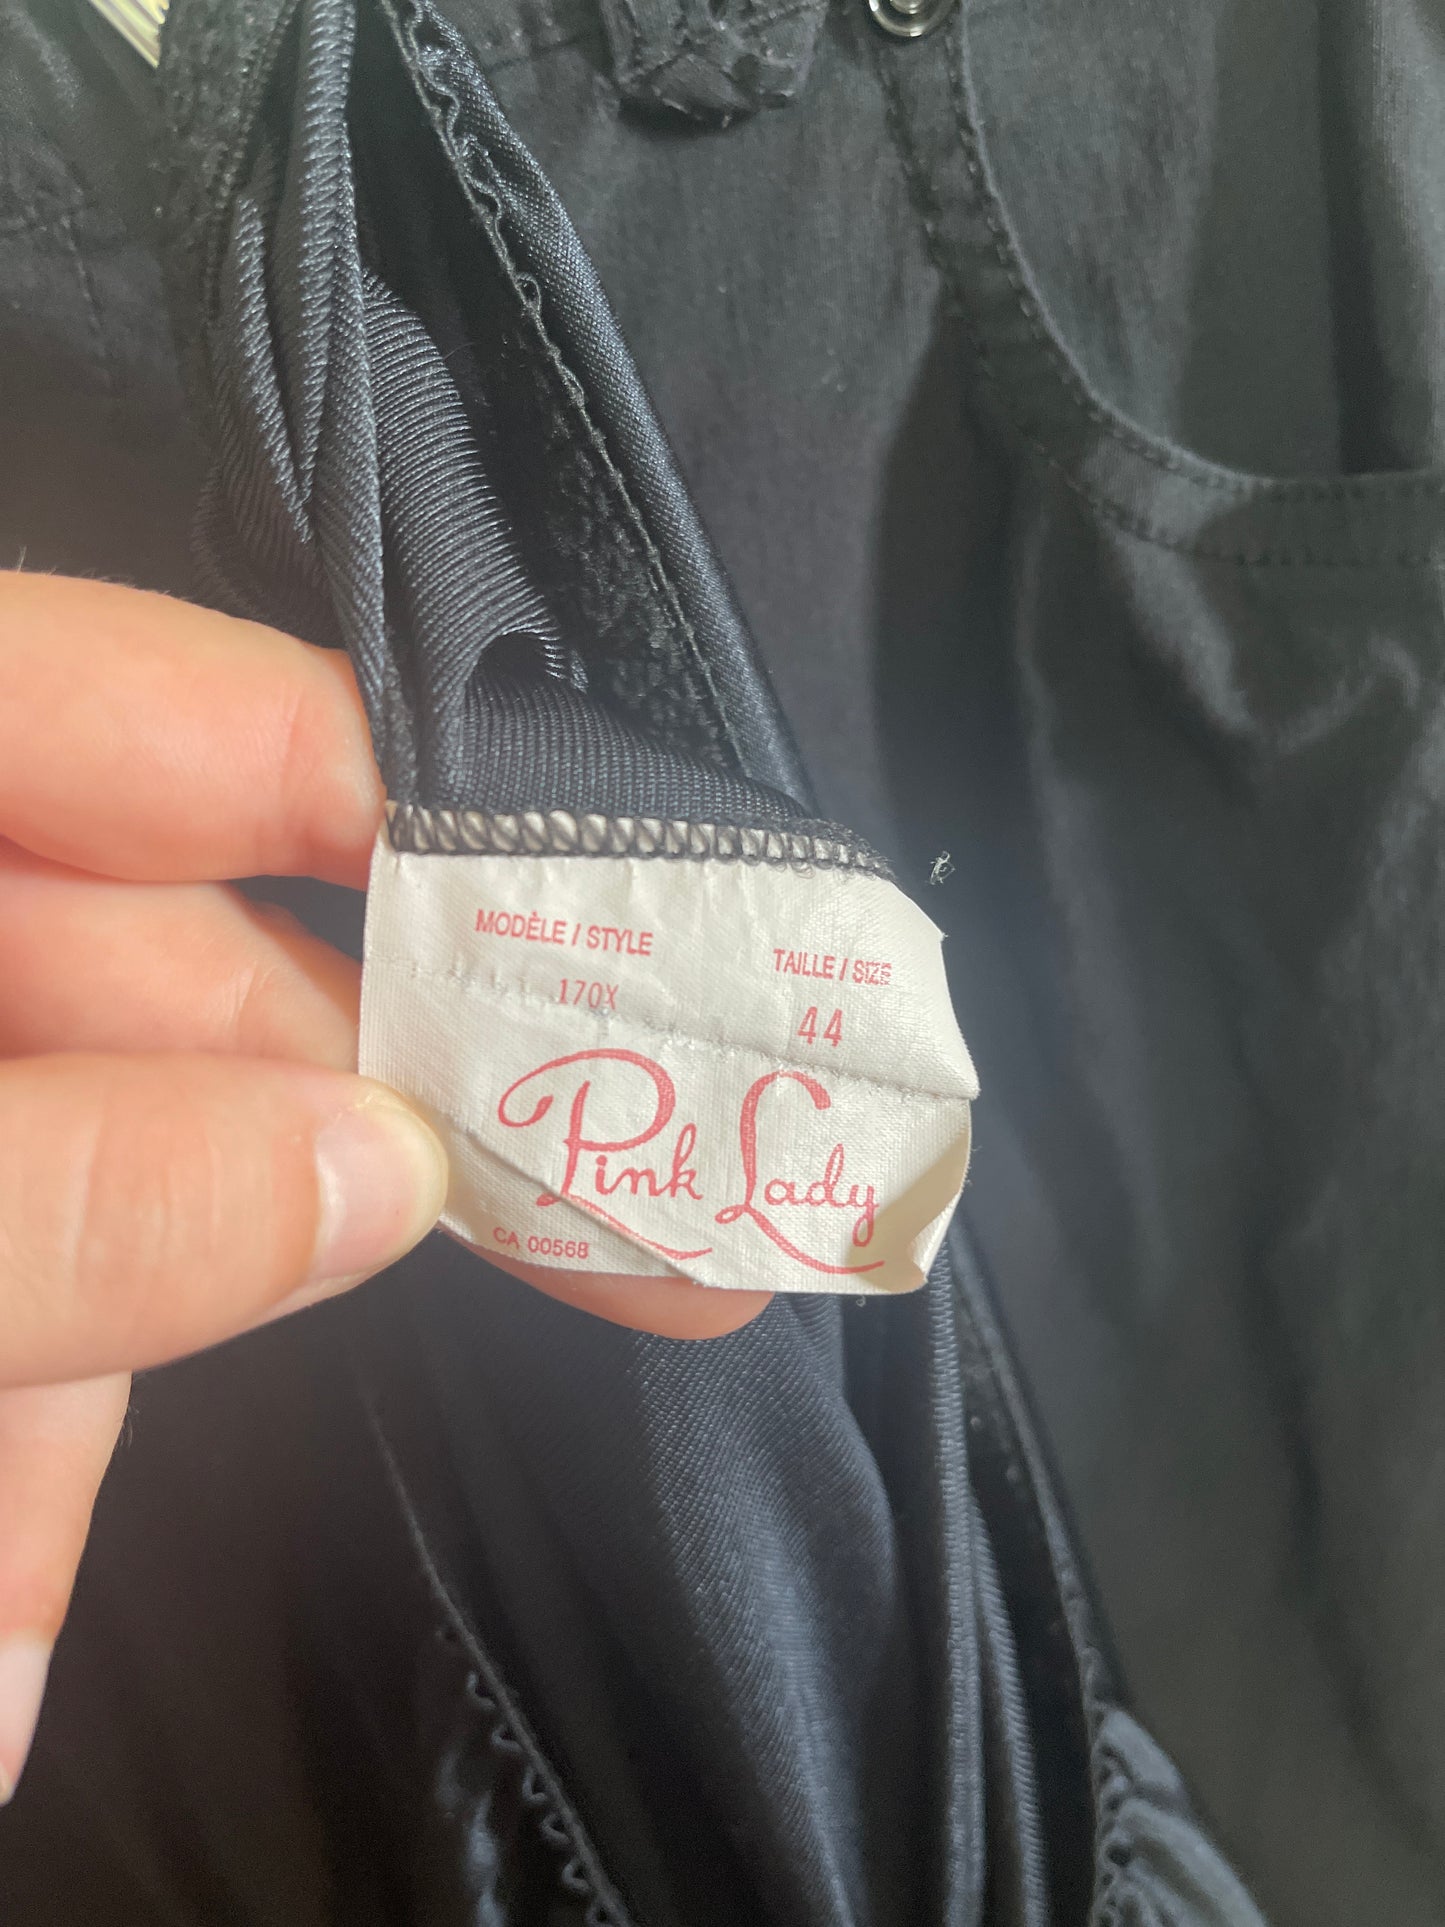 MODÈLE / STYLE
170X
TAILLE / SIZE
44
Pink Lady
CA 00568